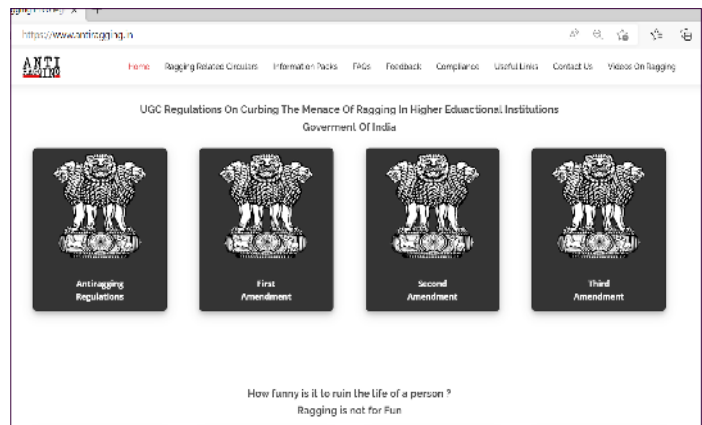 https://www.antiragging.in
ANTI
RAGGING
Home Ragging Related Circulars Information Packs FAQs Feedback Compliance Useful Links Contact Us Videos On Ragging
UGC Regulations On Curbing The Menace Of Ragging In Higher Eduactional Institutions
Goverment Of India
Antiragging
Regulations
First
Amendment
Second
Amendment
Third
Amendment
How funny is it to ruin the life of a person ?
Ragging is not for Fun